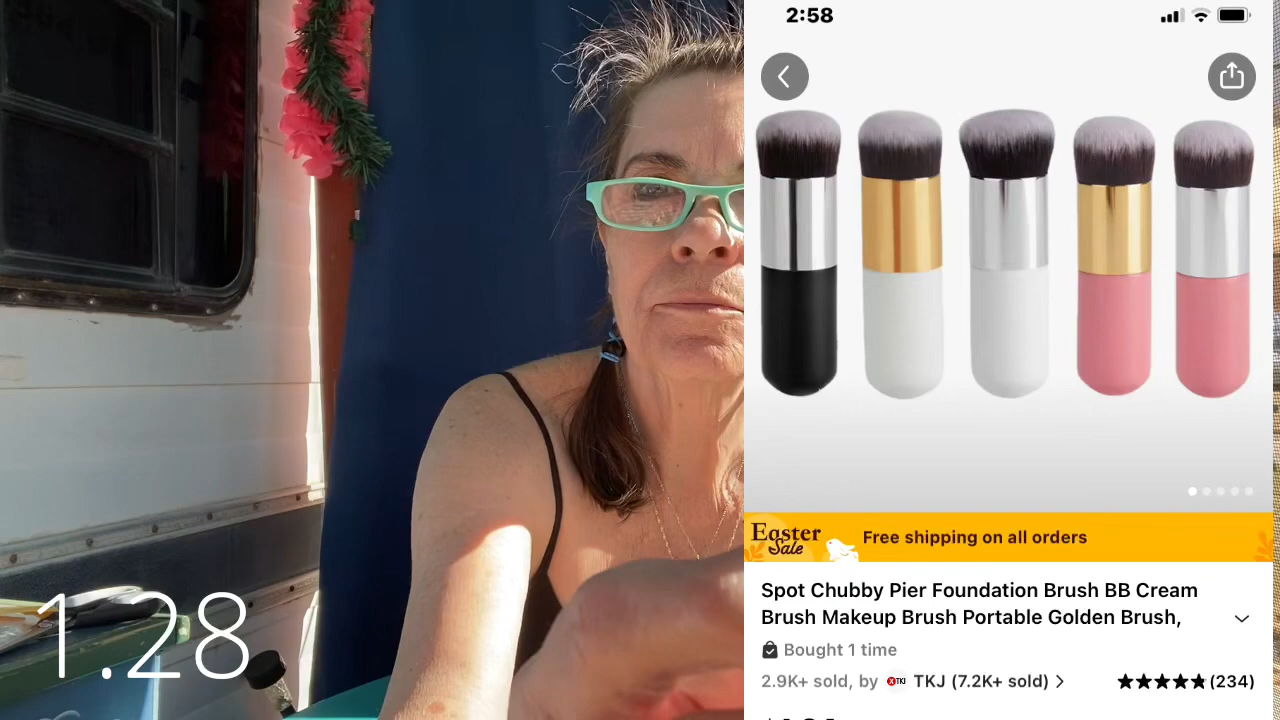 1.28
2:58
Easter Sale
Free shipping on all orders
Spot Chubby Pier Foundation Brush BB Cream
Brush Makeup Brush Portable Golden Brush,
Bought 1 time
2.9K+ sold, by TKI TKJ (7.2K+ sold)
(234)